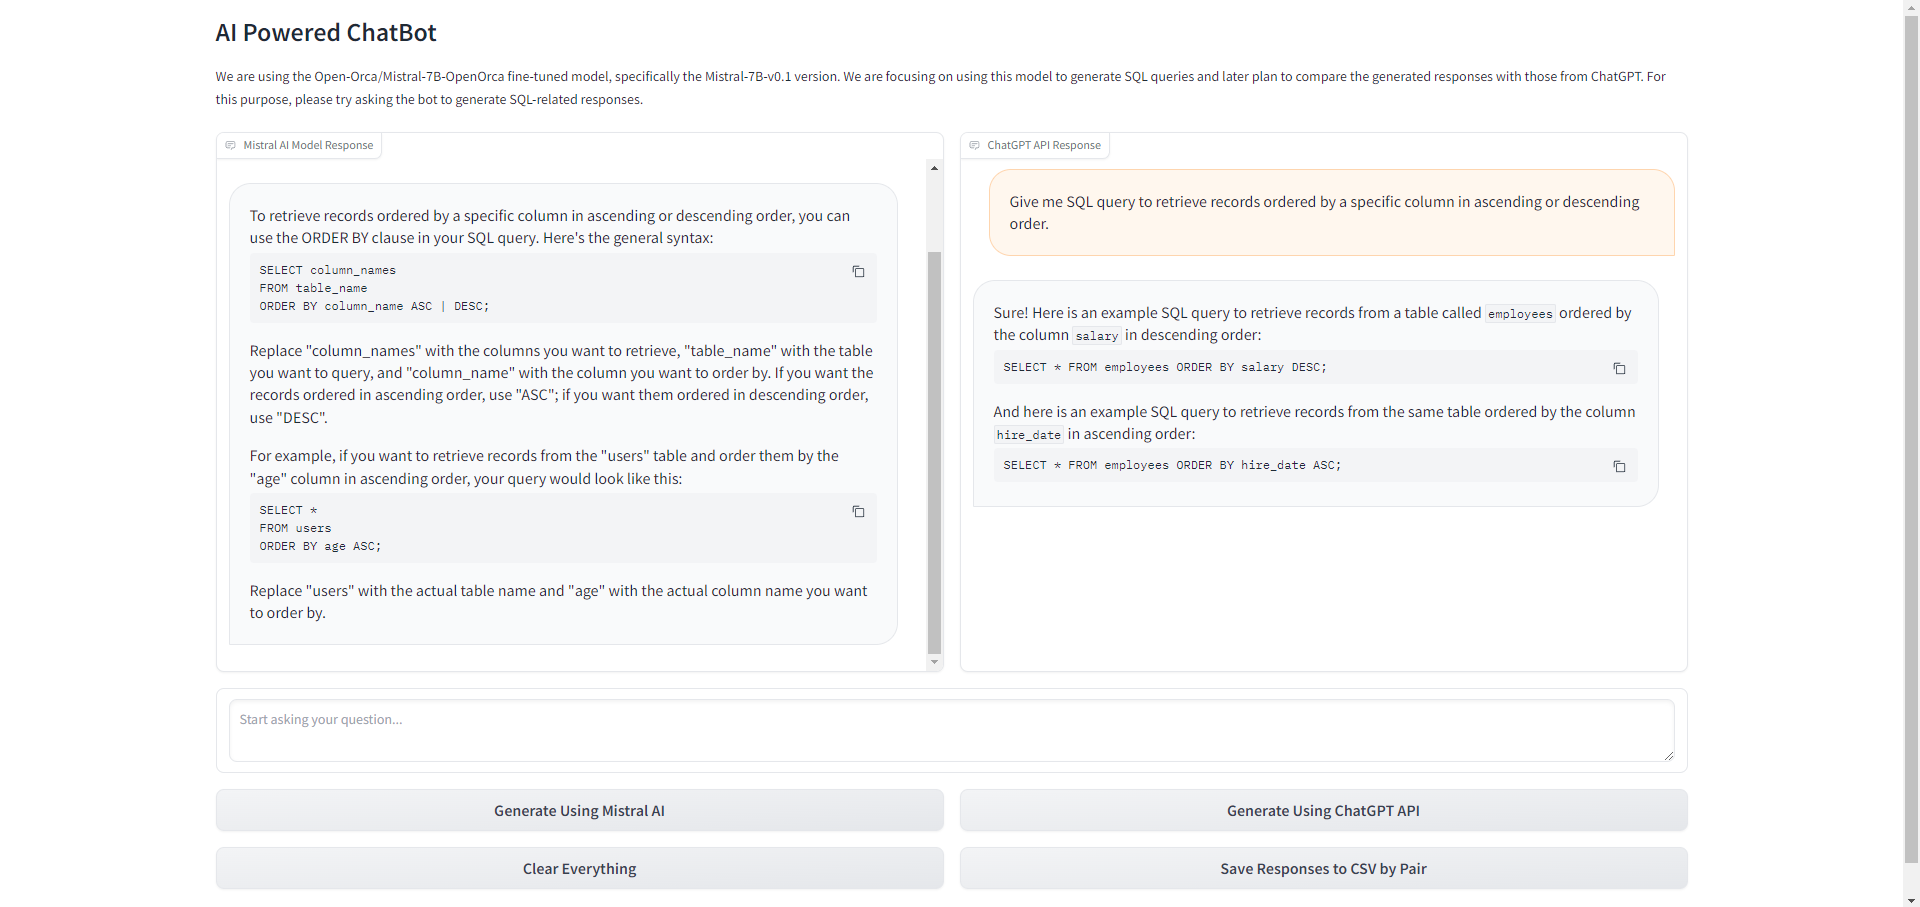 AI Powered ChatBot
We are using the Open-Orca/Mistral-7B-OpenOrca fine-tuned model, specifically the Mistral-7B-v0.1 version. We are focusing on using this model to generate SQL queries and later plan to compare the generated responses with those from ChatGPT. For
this purpose, please try asking the bot to generate SQL-related responses.
Mistral AI Model Response
To retrieve records ordered by a specific column in ascending or descending order, you can
use the ORDER BY clause in your SQL query. Here's the general syntax:
SELECT column_names
FROM table_name
ORDER BY column_name ASC | DESC;
Replace "column_names" with the columns you want to retrieve, "table_name" with the table
you want to query, and "column_name" with the column you want to order by. If you want the
records ordered in ascending order, use "ASC"; if you want them ordered in descending order,
use "DESC".
For example, if you want to retrieve records from the "users" table and order them by the
"age" column in ascending order, your query would look like this:
SELECT *
FROM users
ORDER BY age ASC;
Replace "users" with the actual table name and "age" with the actual column name you want
to order by.
ChatGPT API Response
Give me SQL query to retrieve records ordered by a specific column in ascending or descending
order.
Sure! Here is an example SQL query to retrieve records from a table called employees ordered by
the column salary in descending order:
SELECT * FROM employees ORDER BY salary DESC;
And here is an example SQL query to retrieve records from the same table ordered by the column
hire_date in ascending order:
SELECT * FROM employees ORDER BY hire_date ASC;
Start asking your question...
Generate Using Mistral AI
Generate Using ChatGPT API
Clear Everything
Save Responses to CSV by Pair